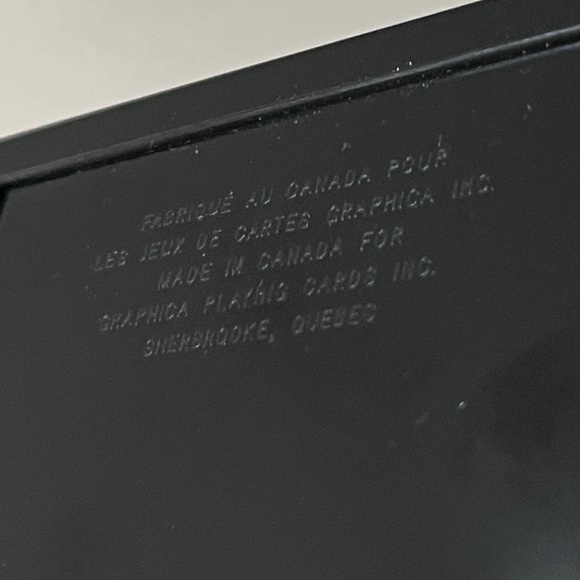 FABRIQUÉ AU CANADA POUR
LES JEUX DE CARTES GRAPHICA INC.
MADE IN CANADA FOR
GRAPHICA PLAYING CARDS INC.
SHERBROOKE, QUEBEC